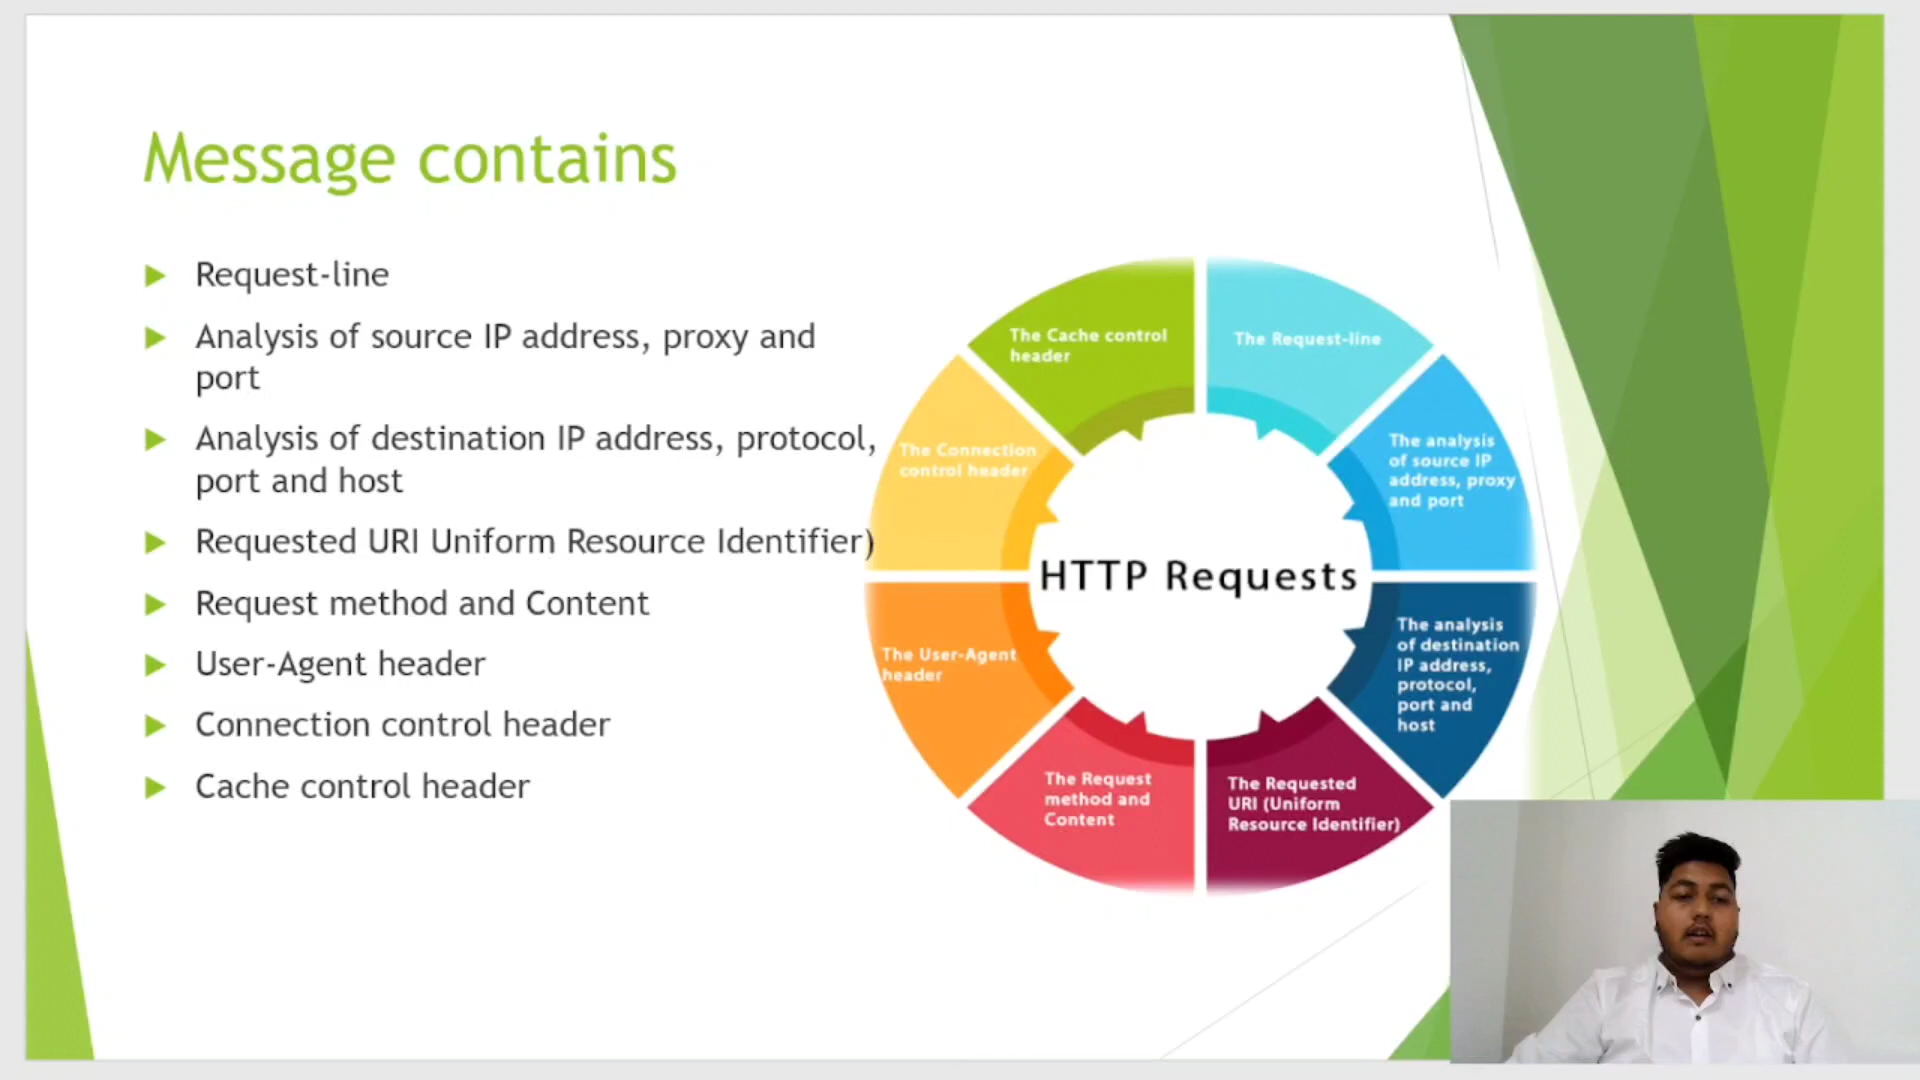 Message contains
Request-line
Analysis of source IP address, proxy and
port
Analysis of destination IP address, protocol,
port and host
Requested URI Uniform Resource Identifier)
Request method and Content
User-Agent header
Connection control header
Cache control header
The Cache control
header
The Request-line
The Connection
control header
The analysis
of source IP
address, proxy
and port
HTTP Requests
The User-Agent
header
The analysis
of destination
IP address,
protocol,
port and
host
The Request
method and
Content
The Requested
URI (Uniform
Resource Identifier)